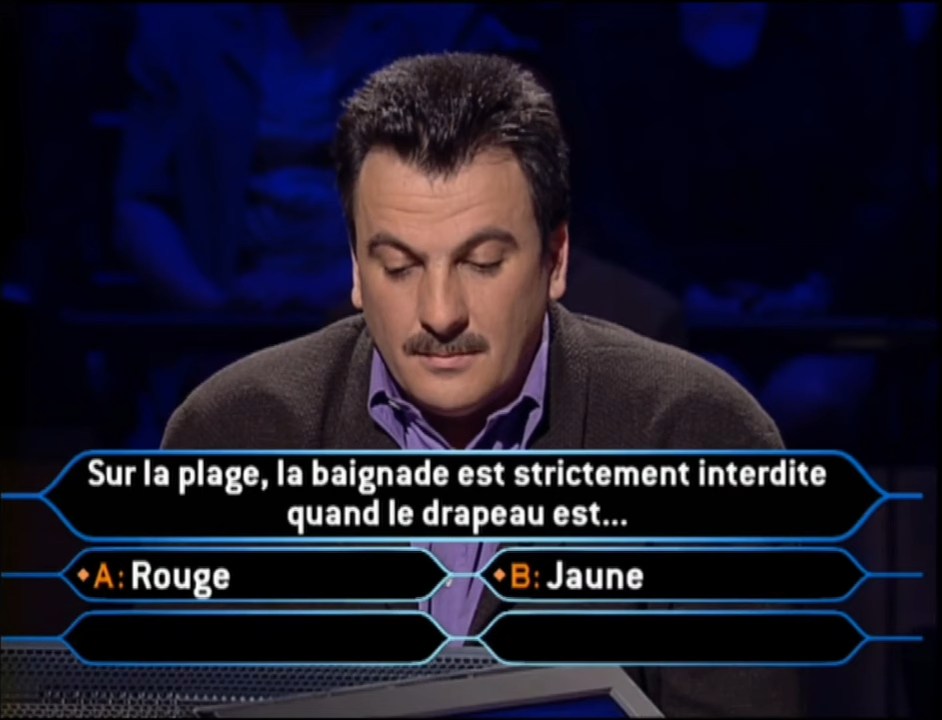 Sur la plage, la baignade est strictement interdite
quand le drapeau est...
A: Rouge
B: Jaune